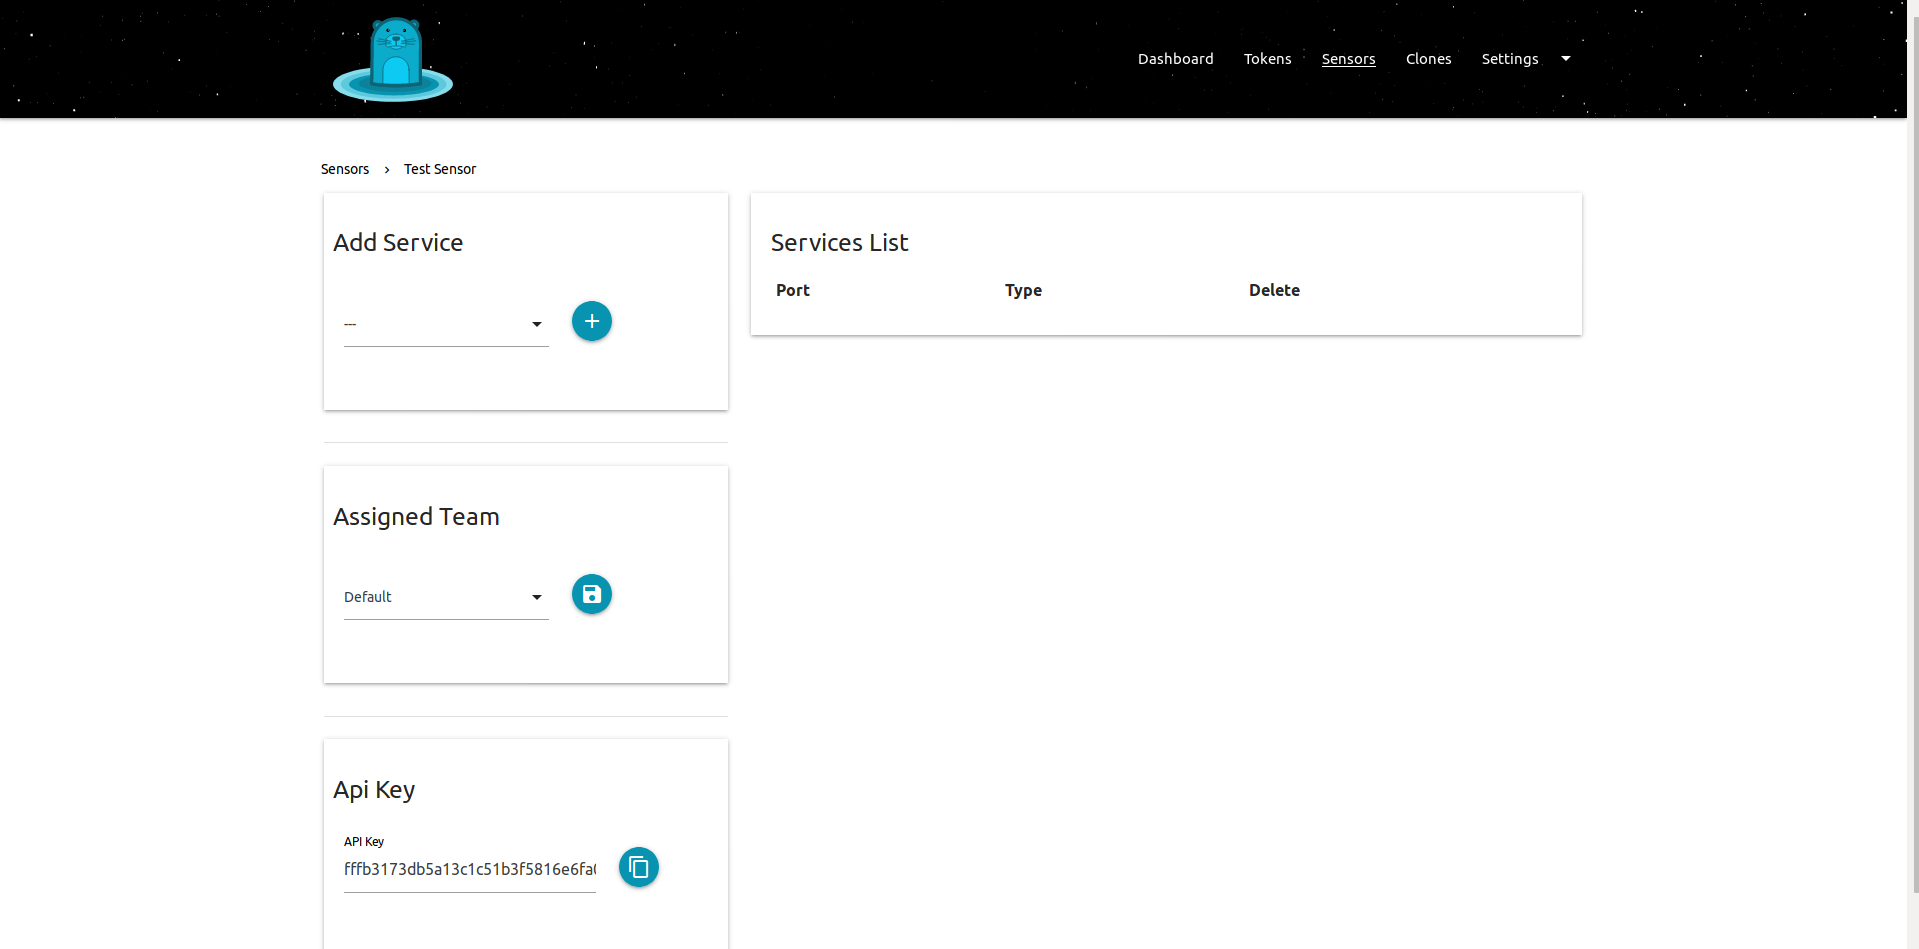 Dashboard Tokens Sensors Clones Settings
Sensors › Test Sensor
Add Service
---
Services List
Port Type Delete
Assigned Team
Default
Api Key
API Key
fffb3173db5a13c1c51b3f5816e6fa